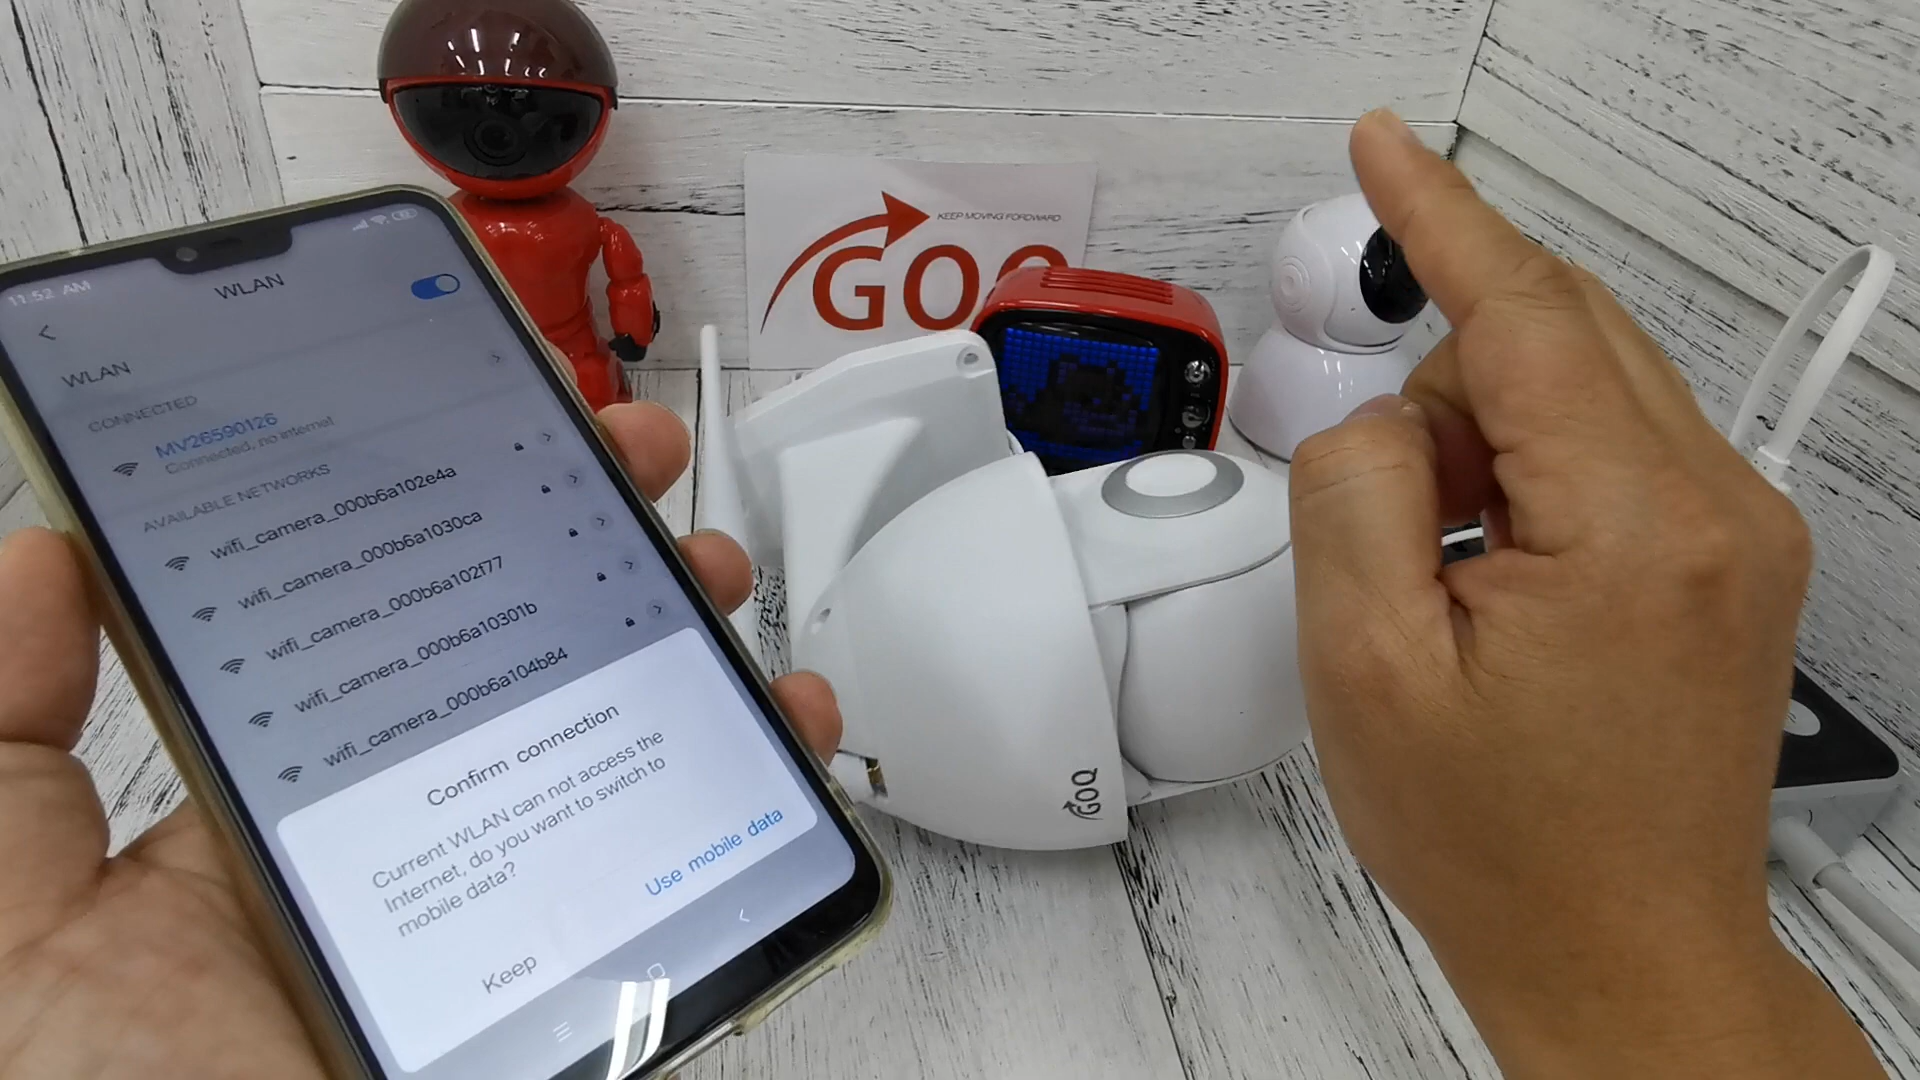 11:52 AM
WLAN
WLAN
CONNECTED
MV26590126
Connected, no internet
AVAILABLE NETWORKS
wifi_camera_000b6a102e4a
wifi_camera_000b6a1030ca
wifi_camera_000b6a102f77
wifi_camera_000b6a10301b
wifi_camera_000b6a104b84
Confirm connection
Current WLAN can not access the
Internet, do you want to switch to
mobile data?
Keep
Use mobile data
KEEP MOVING FORDWARD
GOQ
GOQ